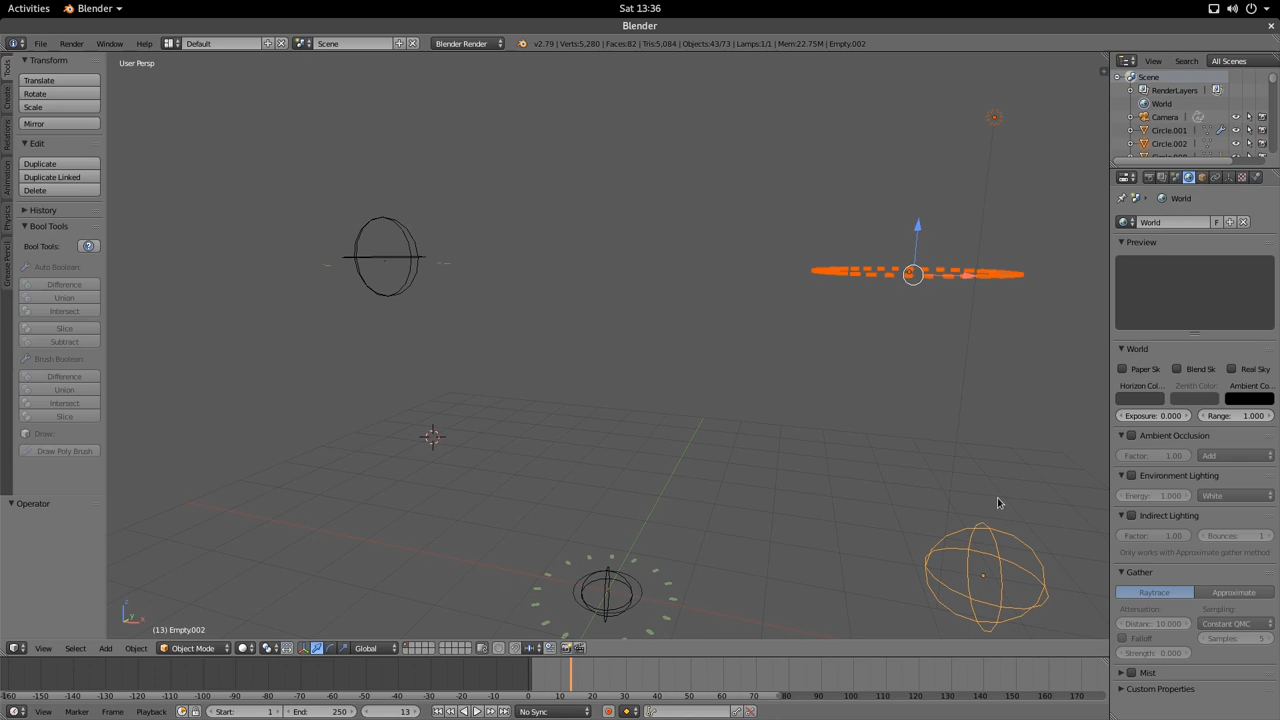 Activities Blender Sat 13:36
Blender
File Render Window Help Default Scene Blender Render v2.79 | Verts:5,280 | Faces:82 | Tris:5,084 | Objects:43/73 | Lamps:1/1 | Mem:22.75M | Empty.002
Tools
Create
Relations
Animation
Physics
Grease Pencil
Transform
Translate
Rotate
Scale
Mirror
Edit
Duplicate
Duplicate Linked
Delete
History
Bool Tools
Bool Tools:
Auto Boolean:
Difference
Union
Intersect
Slice
Subtract
Brush Boolean:
Difference
Union
Intersect
Slice
Draw:
Draw Poly Brush
Operator
User Persp
z
y
x
(13) Empty.002
View Search All Scenes
Scene
RenderLayers
World
Camera
Circle.001
Circle.002
World
World F
Preview
World
Paper Sk Blend Sk Real Sky
Horizon Col... Zenith Color: Ambient Co...
Exposure: 0.000 Range: 1.000
Ambient Occlusion
Factor: 1.00 Add
Environment Lighting
Energy: 1.000 White
Indirect Lighting
Factor: 1.00 Bounces: 1
Only works with Approximate gather method
Gather
Raytrace Approximate
Attenuation: Sampling:
Distanc: 10.000 Constant QMC
Falloff Samples: 5
Strength: 0.000
Mist
Custom Properties
View Select Add Object Object Mode Global
-160 -150 -140 -130 -120 -110 -100 -90 -80 -70 -60 -50 -40 -30 -20 -10 0 10 20 30 40 50 60 70 80 90 100 110 120 130 140 150 160 170
View Marker Frame Playback Start: 1 End: 250 13 No Sync